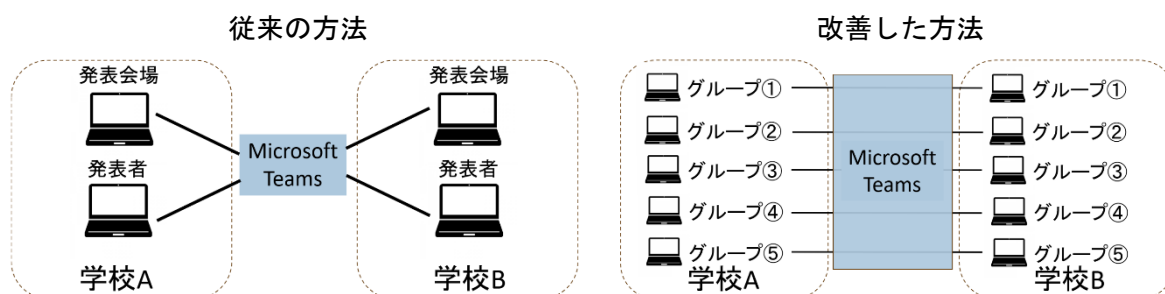 従来の方法
発表会場
発表者
学校A
Microsoft
Teams
発表会場
発表者
学校B
改善した方法
グループ①
グループ②
グループ③
グループ④
グループ⑤
学校A
Microsoft
Teams
グループ①
グループ②
グループ③
グループ④
グループ⑤
学校B